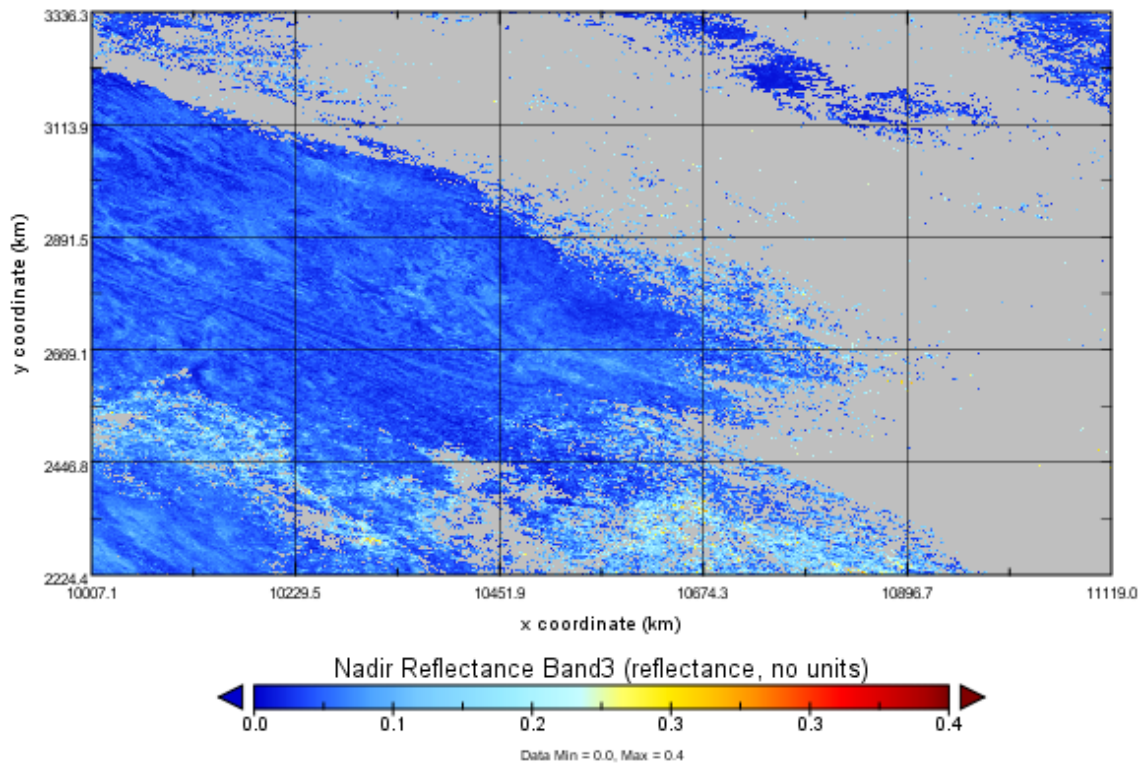 3336.3
3113.9
2891.5
2669.1
2446.8
2224.4
y coordinate (km)
10007.1 10229.5 10451.9 10674.3 10896.7 11119.0
x coordinate (km)
Nadir Reflectance Band3 (reflectance, no units)
0.0 0.1 0.2 0.3 0.3 0.4
Data Min = 0.0, Max = 0.4